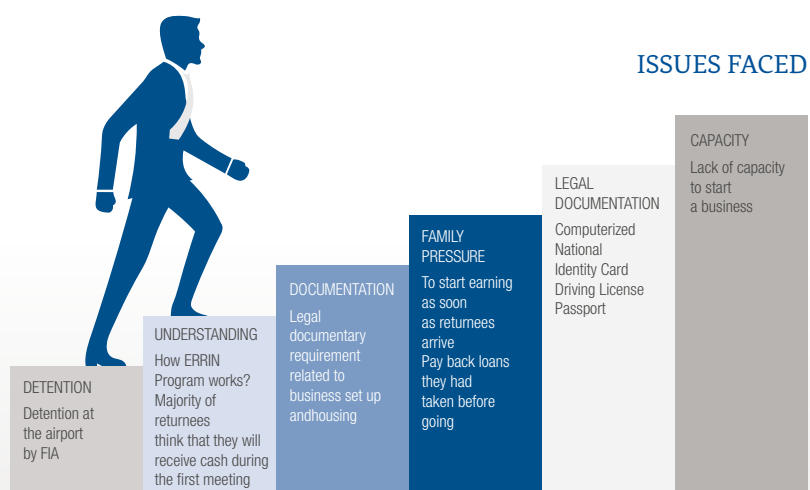 ISSUES FACED
DETENTION
Detention at
the airport
by FIA
UNDERSTANDING
How ERRIN
Program works?
Majority of
returnees
think that they will
receive cash during
the first meeting
DOCUMENTATION
Legal
documentary
requirement
related to
business set up
andhousing
FAMILY
PRESSURE
To start earning
as soon
as returnees
arrive
Pay back loans
they had
taken before
going
LEGAL
DOCUMENTATION
Computerized
National
Identity Card
Driving License
Passport
CAPACITY
Lack of capacity
to start
a business